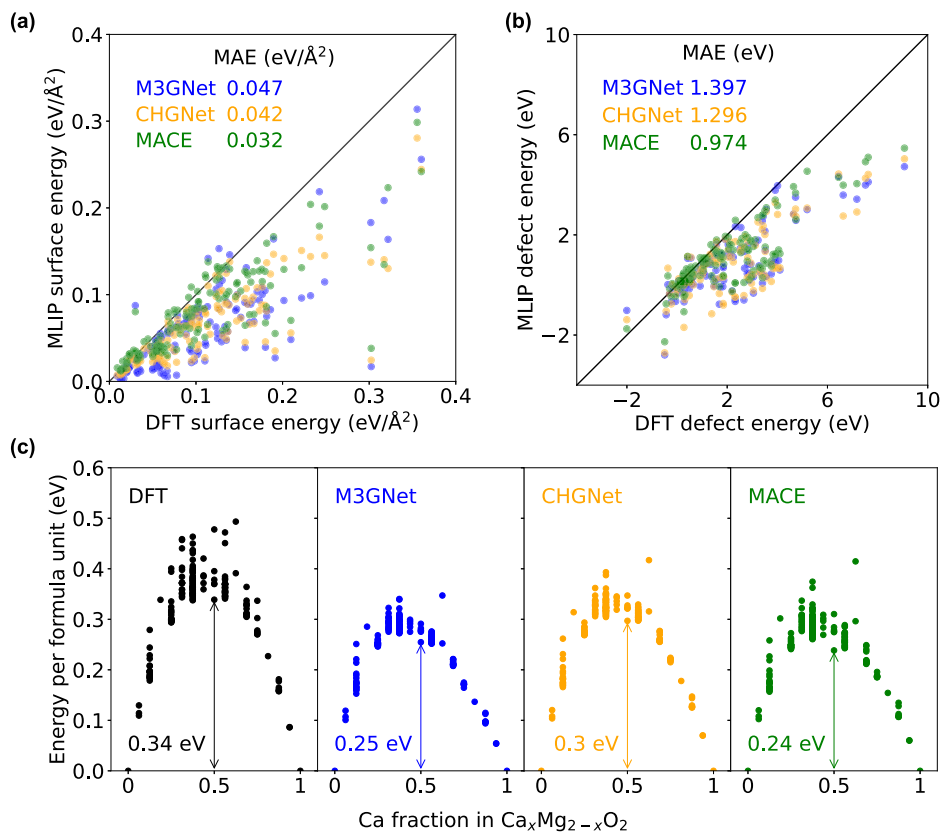 (a)
MAE (eV/Å²)
M3GNet 0.047
CHGNet 0.042
MACE 0.032
0.4
0.3
0.2
0.1
0.0
MLIP surface energy (eV/Å²)
0.0 0.1 0.2 0.3 0.4
DFT surface energy (eV/Å²)
(b)
MAE (eV)
M3GNet 1.397
CHGNet 1.296
MACE 0.974
10
6
2
−2
MLIP defect energy (eV)
−2 2 6 10
DFT defect energy (eV)
(c)
0.6
0.5
0.4
0.3
0.2
0.1
0.0
Energy per formula unit (eV)
DFT
0.34 eV
0 0.5 1
M3GNet
0.25 eV
0 0.5 1
CHGNet
0.3 eV
0 0.5 1
MACE
0.24 eV
0 0.5 1
Ca fraction in CaₓMg₂₋ₓO₂